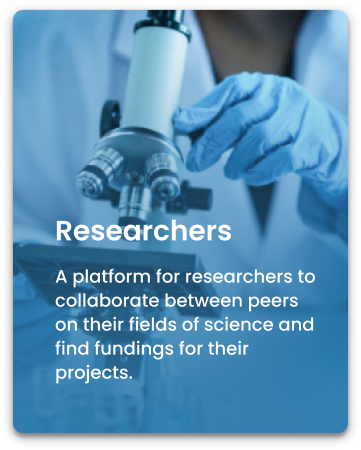 Researchers
A platform for researchers to
collaborate between peers
on their fields of science and
find fundings for their
projects.